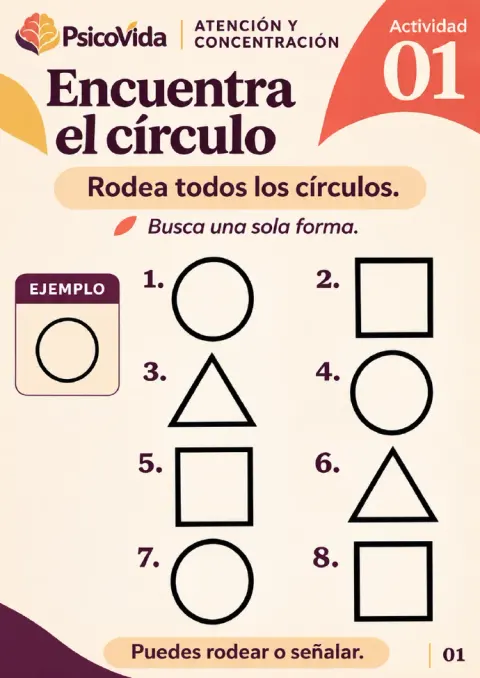 PsicoVida
ATENCIÓN Y
CONCENTRACIÓN
Actividad
01
Encuentra
el círculo
Rodea todos los círculos.
Busca una sola forma.
EJEMPLO
1.
2.
3.
4.
5.
6.
7.
8.
Puedes rodear o señalar.
01